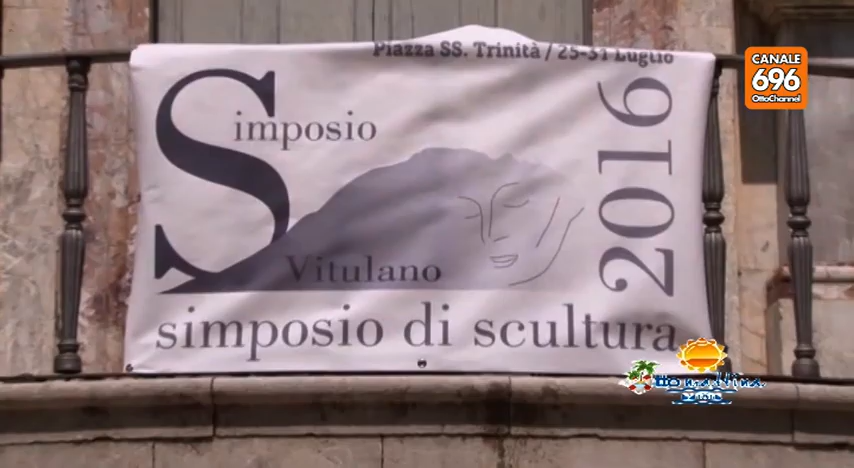 Piazza SS. Trinità / 25-31 Luglio
Simposio
2016
Vitulano
simposio di scultura
CANALE
696
OttoChannel